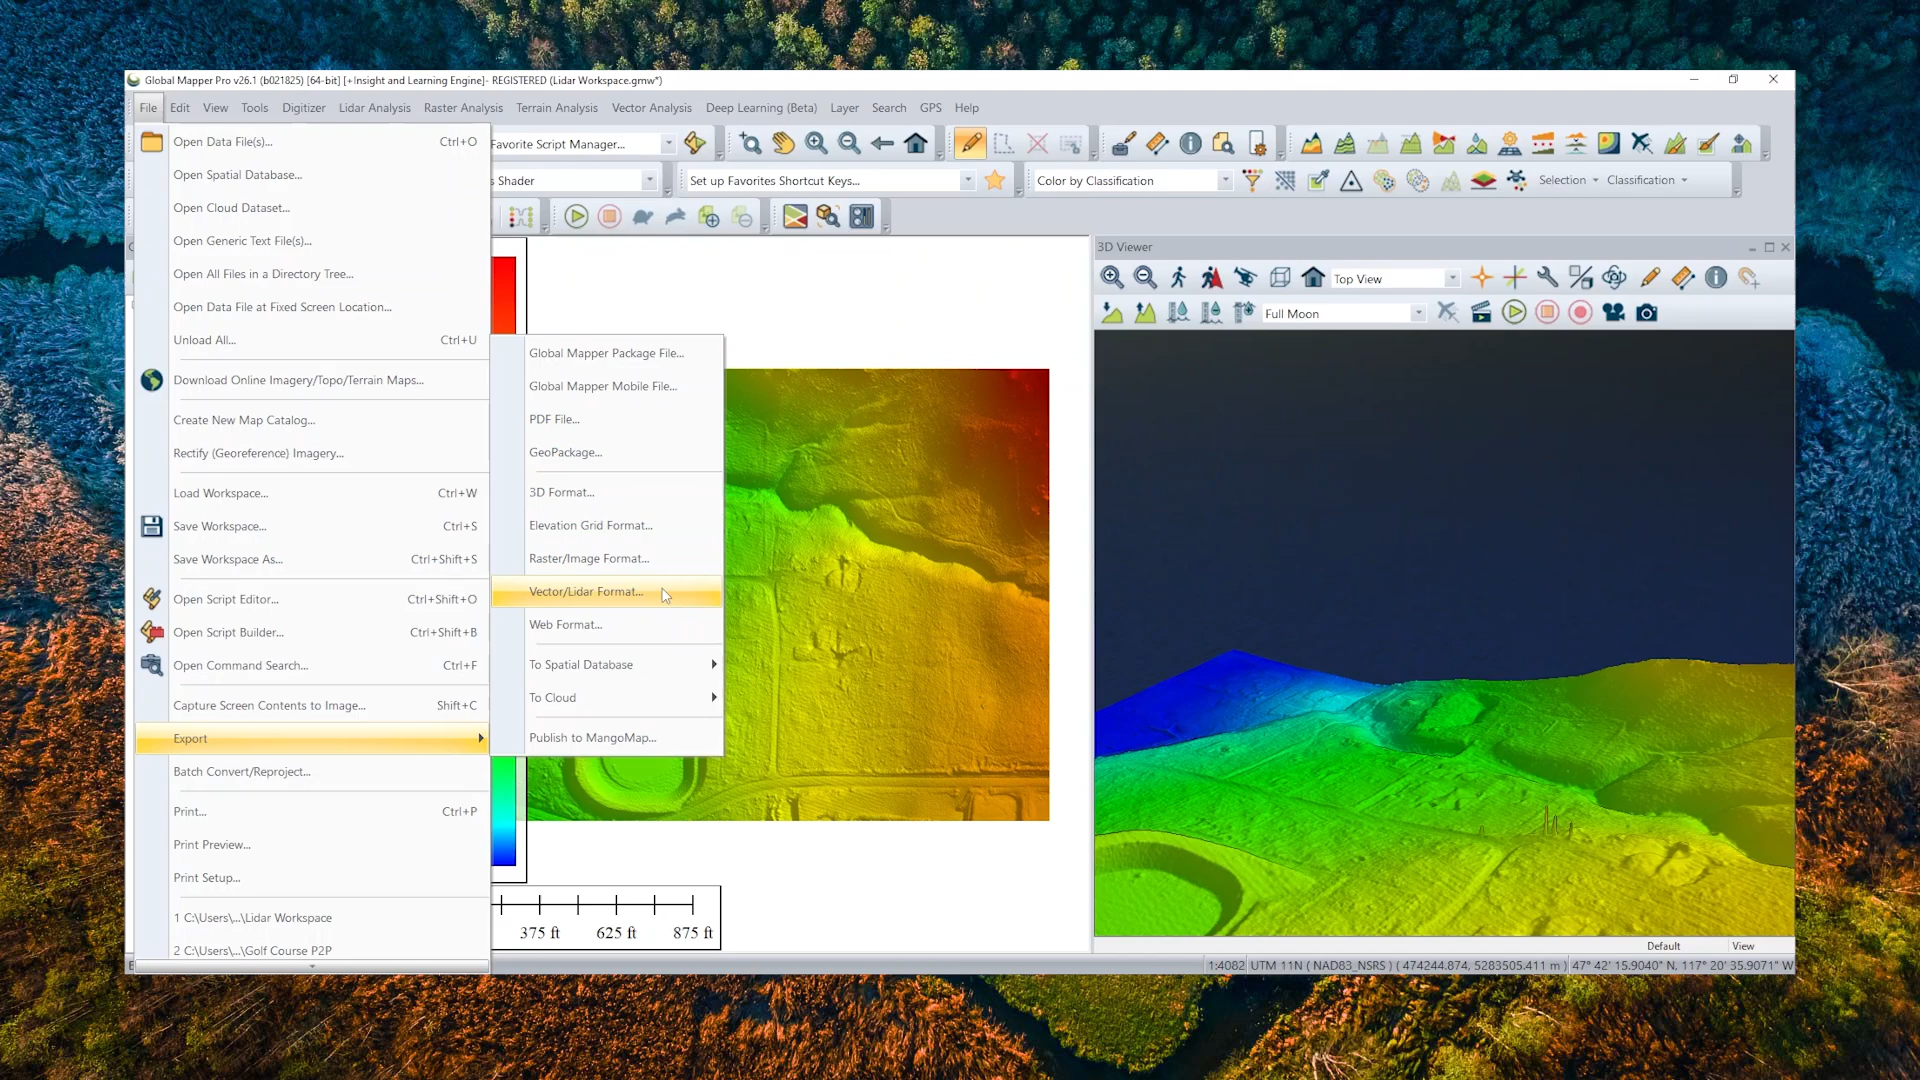 Global Mapper Pro v26.1 (b021825) [64-bit] [+Insight and Learning Engine]- REGISTERED (Lidar Workspace.gmw*)
File Edit View Tools Digitizer Lidar Analysis Raster Analysis Terrain Analysis Vector Analysis Deep Learning (Beta) Layer Search GPS Help
Favorite Script Manager...
s Shader
Set up Favorites Shortcut Keys...
Color by Classification
Selection
Classification
Open Data File(s)... Ctrl+O
Open Spatial Database...
Open Cloud Dataset...
Open Generic Text File(s)...
Open All Files in a Directory Tree...
Open Data File at Fixed Screen Location...
Unload All... Ctrl+U
Download Online Imagery/Topo/Terrain Maps...
Create New Map Catalog...
Rectify (Georeference) Imagery...
Load Workspace... Ctrl+W
Save Workspace... Ctrl+S
Save Workspace As... Ctrl+Shift+S
Open Script Editor... Ctrl+Shift+O
Open Script Builder... Ctrl+Shift+B
Open Command Search... Ctrl+F
Capture Screen Contents to Image... Shift+C
Export
Batch Convert/Reproject...
Print... Ctrl+P
Print Preview...
Print Setup...
1 C:\Users\...\Lidar Workspace
2 C:\Users\...\Golf Course P2P
Global Mapper Package File...
Global Mapper Mobile File...
PDF File...
GeoPackage...
3D Format...
Elevation Grid Format...
Raster/Image Format...
Vector/Lidar Format...
Web Format...
To Spatial Database
To Cloud
Publish to MangoMap...
375 ft 625 ft 875 ft
3D Viewer
Top View
Full Moon
Default View
1:4082 UTM 11N ( NAD83_NSRS ) ( 474244.874, 5283505.411 m ) 47° 42' 15.9040" N, 117° 20' 35.9071" W